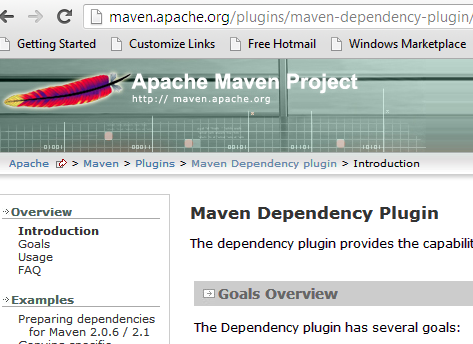 maven.apache.org/plugins/maven-dependency-plugin/
Getting Started Customize Links Free Hotmail Windows Marketplace
Apache Maven Project
http://maven.apache.org
Apache > Maven > Plugins > Maven Dependency plugin > Introduction
Overview
Introduction
Goals
Usage
FAQ
Examples
Preparing dependencies
for Maven 2.0.6 / 2.1
Copying specific
Maven Dependency Plugin
The dependency plugin provides the capabilit
Goals Overview
The Dependency plugin has several goals: